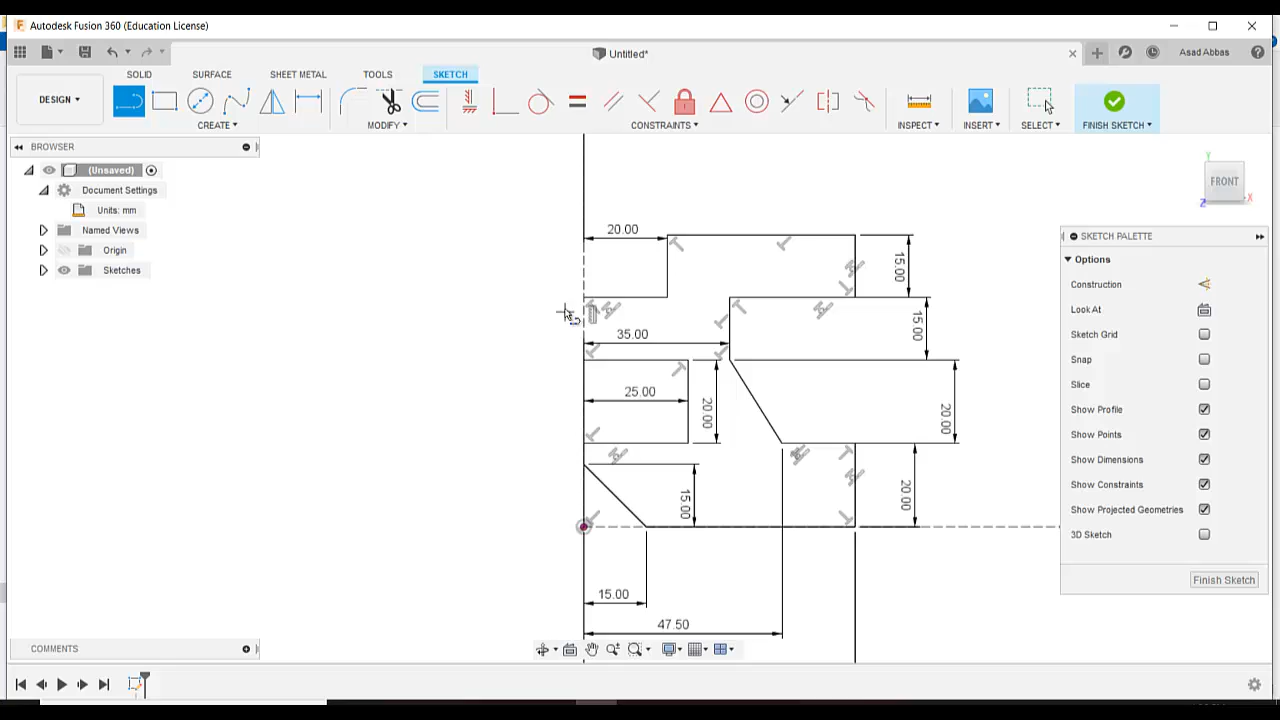 Autodesk Fusion 360 (Education License)
Untitled*
Asad Abbas
SOLID SURFACE SHEET METAL TOOLS SKETCH
DESIGN
CREATE MODIFY CONSTRAINTS INSPECT INSERT SELECT FINISH SKETCH
BROWSER
(Unsaved)
Document Settings
Units: mm
Named Views
Origin
Sketches
Y
FRONT
X
Z
20.00
15.00
15.00
35.00
25.00
20.00
20.00
15.00
20.00
15.00
47.50
SKETCH PALETTE
Options
Construction
Look At
Sketch Grid
Snap
Slice
Show Profile
Show Points
Show Dimensions
Show Constraints
Show Projected Geometries
3D Sketch
Finish Sketch
COMMENTS